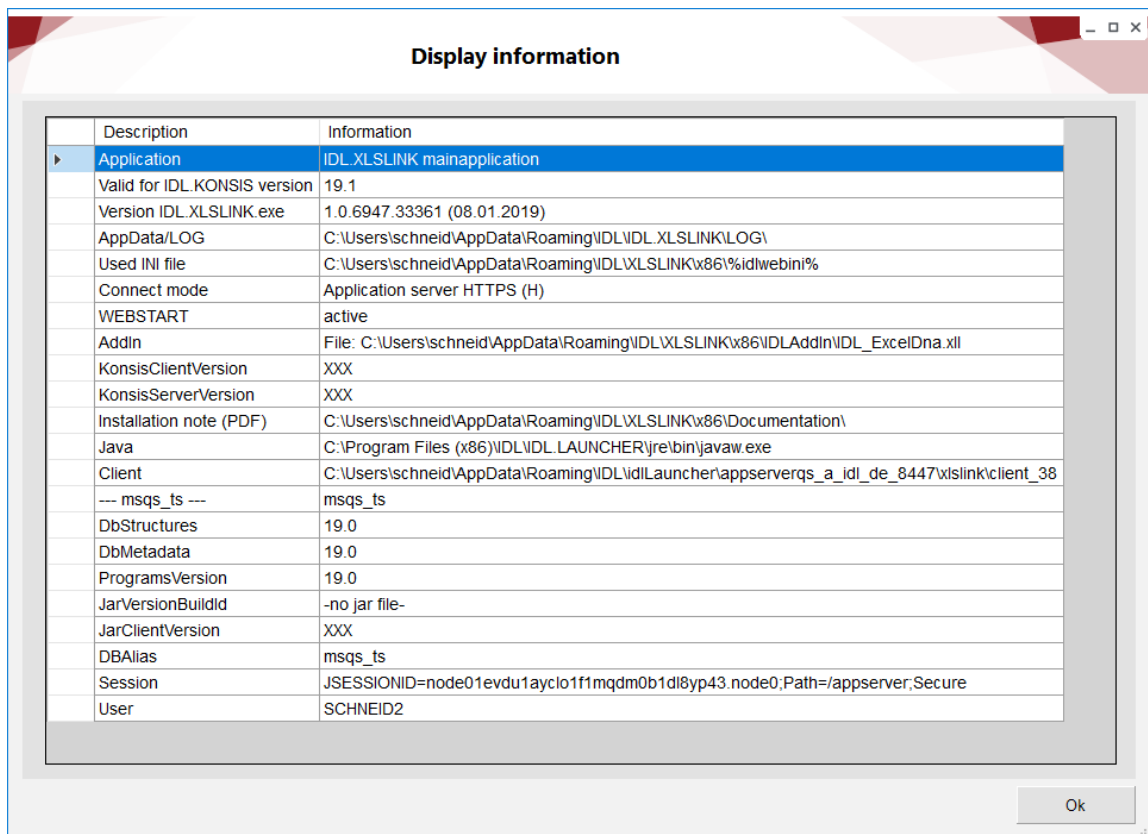 Display information
Description Information
Application IDL.XLSLINK mainapplication
Valid for IDL.KONSIS version 19.1
Version IDL.XLSLINK.exe 1.0.6947.33361 (08.01.2019)
AppData/LOG C:\Users\schneid\AppData\Roaming\IDL\IDL.XLSLINK\LOG\
Used INI file C:\Users\schneid\AppData\Roaming\IDL\XLSLINK\x86\%idlwebini%
Connect mode Application server HTTPS (H)
WEBSTART active
AddIn File: C:\Users\schneid\AppData\Roaming\IDL\XLSLINK\x86\IDLAddIn\IDL_ExcelDna.xll
KonsisClientVersion XXX
KonsisServerVersion XXX
Installation note (PDF) C:\Users\schneid\AppData\Roaming\IDL\XLSLINK\x86\Documentation\
Java C:\Program Files (x86)\IDL\IDL.LAUNCHER\jre\bin\javaw.exe
Client C:\Users\schneid\AppData\Roaming\IDL\idlLauncher\appserverqs_a_idl_de_8447\xlslink\client_38
--- msqs_ts --- msqs_ts
DbStructures 19.0
DbMetadata 19.0
ProgramsVersion 19.0
JarVersionBuildId -no jar file-
JarClientVersion XXX
DBAlias msqs_ts
Session JSESSIONID=node01evdu1ayclo1f1mqdm0b1dl8yp43.node0;Path=/appserver;Secure
User SCHNEID2
Ok